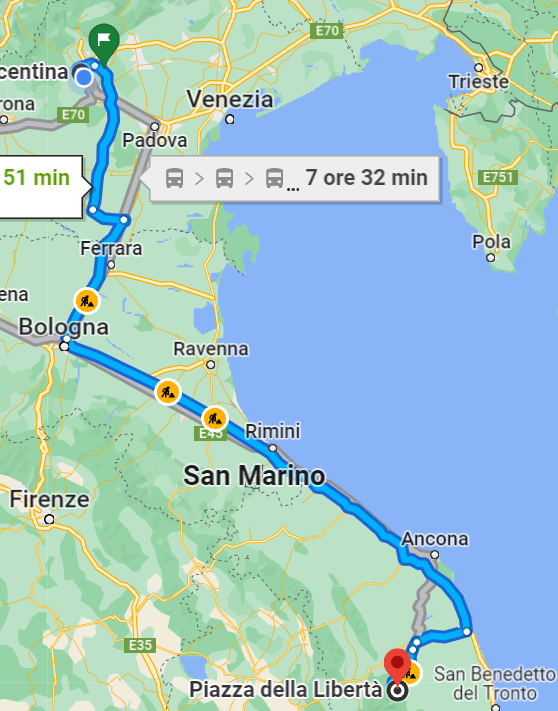 E70
centina
Trieste
rona
E70
Venezia
Padova
51 min
7 ore 32 min
E751
Pola
Ferrara
ena
Bologna
Ravenna
E45
Rimini
San Marino
Firenze
Ancona
E35
San Benedetto
del Tronto
Piazza della Libertà